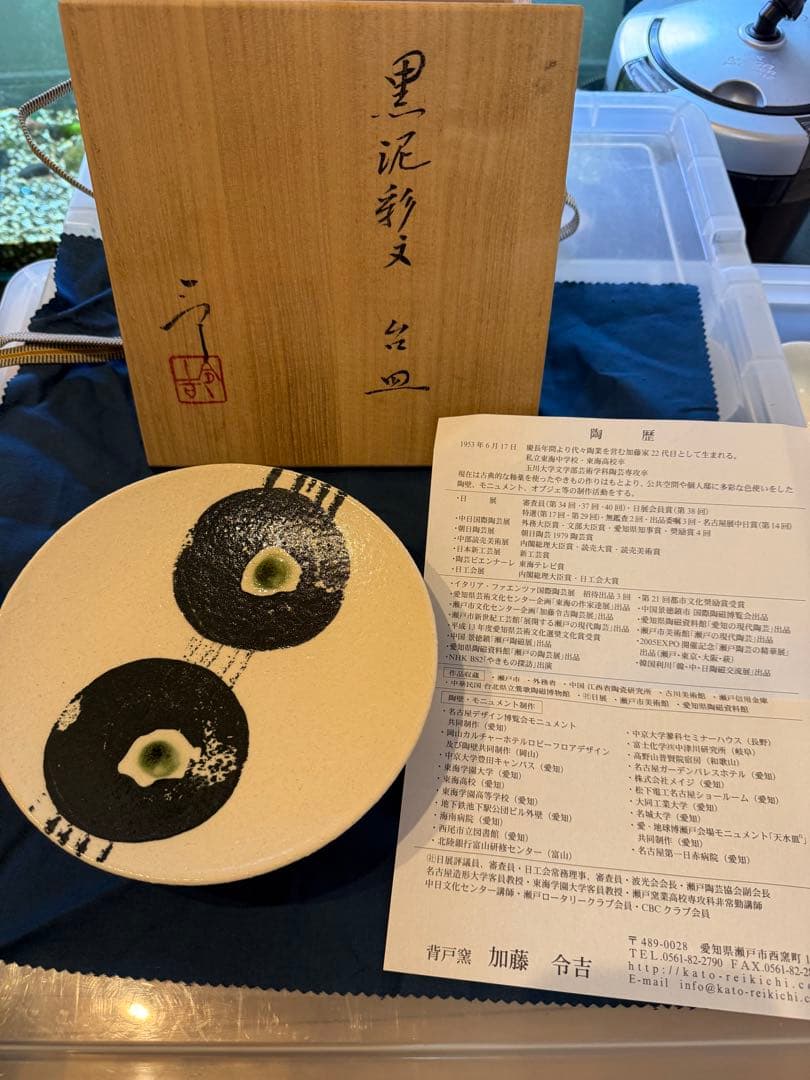 黒泥彩文 台皿
陶 歴
1953年6月17日 慶長年間より代々陶業を営む加藤家22代目として生まれる。
私立東海中学校・東海高校卒
玉川大学文学部芸術学科陶芸専攻卒
現在は古典的な釉薬を使ったやきもの作りはもとより、公共空間や個人邸に多彩な色使いをした
陶壁、モニュメント、オブジェ等の制作活動をする。
・日 展 審査員(第34回・37回・40回)・日展会員賞(第38回)
特選(第17回・第29回)・無鑑査2回・出品委嘱3回・名古屋展中日賞(第14回)
・中日国際陶芸展 外務大臣賞・文部大臣賞・愛知県知事賞・奨励賞4回
・朝日陶芸展 朝日陶芸1979陶芸賞
・中部読売美術展 内閣総理大臣賞・読売大賞・読売美術賞
・日本新工芸展 新工芸賞
・陶芸ビエンナーレ 東海テレビ賞
・日工会展 内閣総理大臣賞・日工会大賞
・イタリア・ファエンツァ国際陶芸展 招待出品3回
・愛知県芸術文化センター企画「東海の作家達展」出品
・瀬戸市文化センター企画「加藤令吉陶芸展」出品
・瀬戸市新世紀工芸館「展開する瀬戸の現代陶芸」出品
・平成13年度愛知県芸術文化選奨文化賞受賞
・中国 景徳鎮「瀬戸陶磁展」出品
・愛知県陶磁資料館「瀬戸の陶芸展」出品
・NHK BS2「やきもの探訪」出演
・第21回都市文化奨励賞受賞
・中国景徳鎮市 国際陶磁博覧会出品
・愛知県陶磁資料館「愛知の現代陶芸」出品
・瀬戸市美術館「瀬戸の現代陶芸」出品
・2005EXPO開催記念「瀬戸陶芸の精華展」
出品(瀬戸・東京・大阪・萩)
・韓国利川「韓・中・日陶磁交流展」出品
作品収蔵 ・瀬戸市 ・外務省 ・中国 江西省陶瓷研究所 ・古川美術館 ・瀬戸信用金庫
・中華民国 台北県立鶯歌陶磁博物館 ・㈳日展 ・瀬戸市美術館 ・愛知県陶磁資料館
陶壁・モニュメント制作
・名古屋デザイン博覧会モニュメント
共同制作(愛知)
・岡山カルチャーホテルロビーフロアデザイン
及び陶壁共同制作(岡山)
・中京大学豊田キャンパス(愛知)
・東海学園大学(愛知)
・東海高校(愛知)
・東海学園高等学校(愛知)
・地下鉄池下駅公団ビル外壁(愛知)
・海南病院(愛知)
・西尾市立図書館(愛知)
・北陸銀行富山研修センター(富山)
・中京大学蓼科セミナーハウス(長野)
・富士化学㈱中津川研究所(岐阜)
・高野山普賢院宿房(和歌山)
・名古屋ガーデンパレスホテル(愛知)
・株式会社メイジ(愛知)
・松下電工名古屋ショールーム(愛知)
・大同工業大学(愛知)
・名城大学(愛知)
・愛・地球博瀬戸会場モニュメント「天水皿n」
共同制作(愛知)
・名古屋第一日赤病院(愛知)
㈳日展評議員、審査員・日工会常務理事、審査員・波光会会長・瀬戸陶芸協会副会長
名古屋造形大学客員教授・東海学園大学客員教授・瀬戸窯業高校専攻科非常勤講師
中日文化センター講師・瀬戸ロータリークラブ会員・CBCクラブ会員
背戸窯 加藤 令吉
〒489-0028 愛知県瀬戸市西窯町1
TEL.0561-82-2790 FAX.0561-82-2
http://kato-reikichi.c
E-mail info@kato-reikichi.c